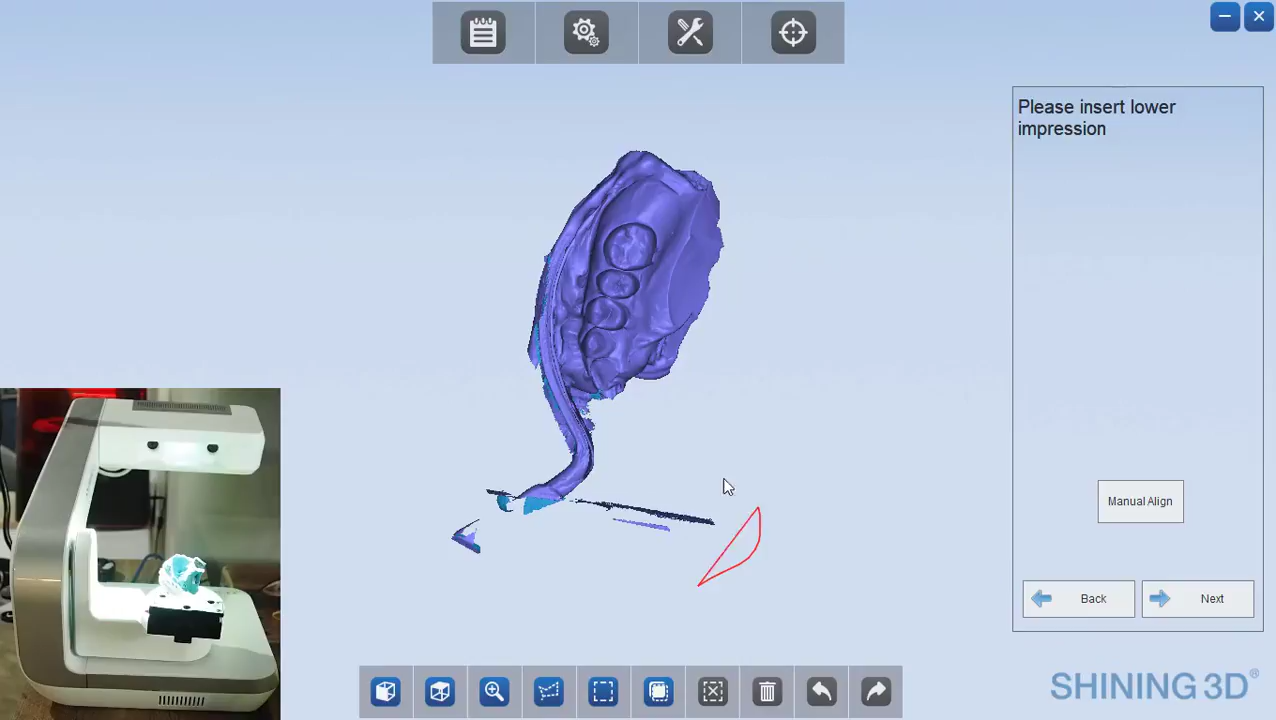 Please insert lower
impression
Manual Align
Back
Next
SHINING 3D®